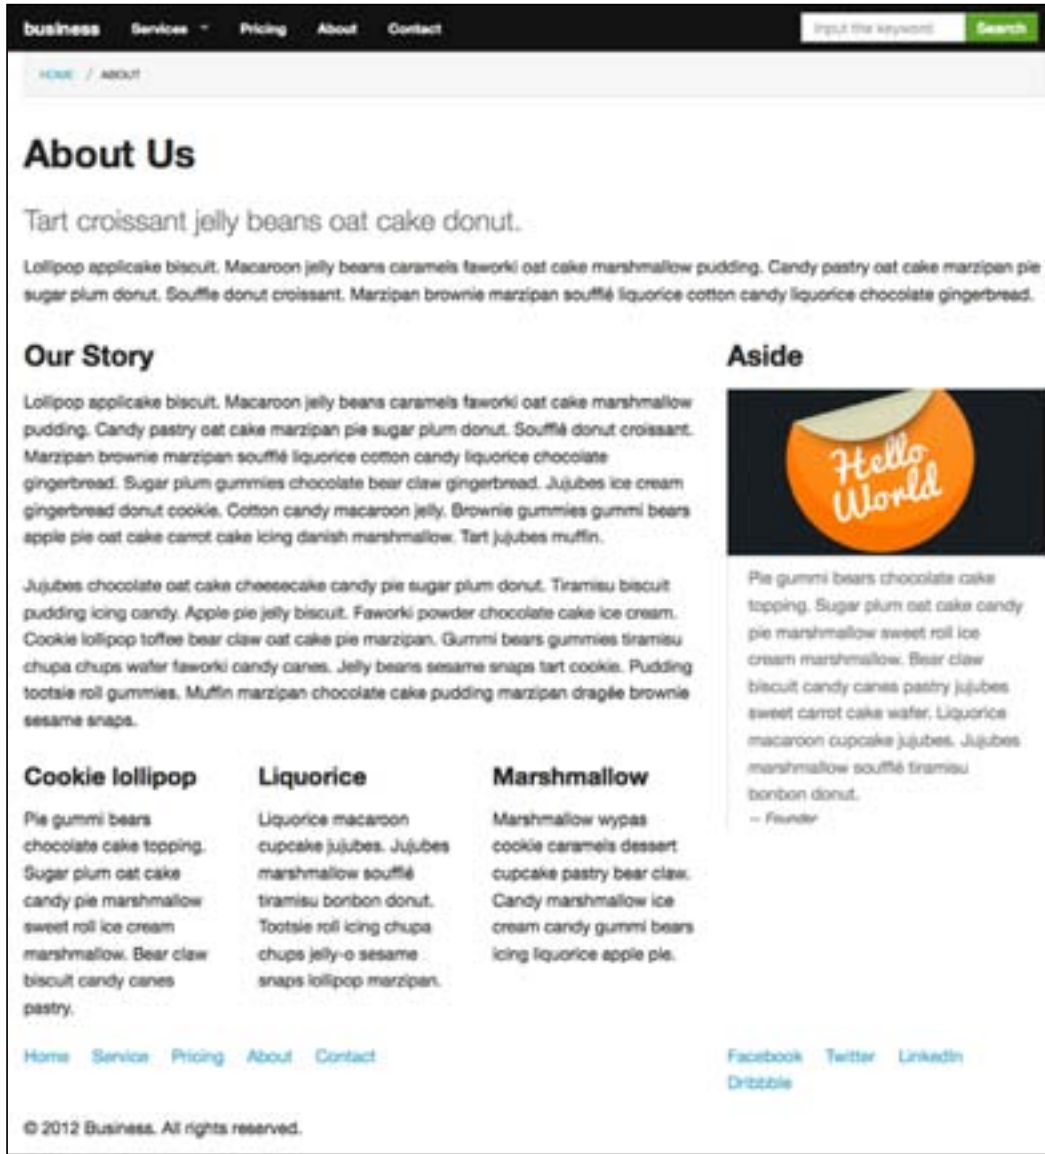 business Services Pricing About Contact Input the keyword Search
HOME / ABOUT
About Us
Tart croissant jelly beans oat cake donut.
Lollipop applicake biscuit. Macaroon jelly beans caramels faworki oat cake marshmallow pudding. Candy pastry oat cake marzipan pie
sugar plum donut. Souffle donut croissant. Marzipan brownie marzipan soufflé liquorice cotton candy liquorice chocolate gingerbread.
Our Story
Lollipop applicake biscuit. Macaroon jelly beans caramels faworki oat cake marshmallow
pudding. Candy pastry oat cake marzipan pie sugar plum donut. Soufflé donut croissant.
Marzipan brownie marzipan soufflé liquorice cotton candy liquorice chocolate
gingerbread. Sugar plum gummies chocolate bear claw gingerbread. Jujubes ice cream
gingerbread donut cookie. Cotton candy macaroon jelly. Brownie gummies gummi bears
apple pie oat cake carrot cake icing danish marshmallow. Tart jujubes muffin.
Jujubes chocolate oat cake cheesecake candy pie sugar plum donut. Tiramisu biscuit
pudding icing candy. Apple pie jelly biscuit. Faworki powder chocolate cake ice cream.
Cookie lollipop toffee bear claw oat cake pie marzipan. Gummi bears gummies tiramisu
chupa chups wafer faworki candy canes. Jelly beans sesame snaps tart cookie. Pudding
tootsie roll gummies. Muffin marzipan chocolate cake pudding marzipan dragée brownie
sesame snaps.
Cookie lollipop
Pie gummi bears
chocolate cake topping.
Sugar plum oat cake
candy pie marshmallow
sweet roll ice cream
marshmallow. Bear claw
biscuit candy canes
pastry.
Liquorice
Liquorice macaroon
cupcake jujubes. Jujubes
marshmallow soufflé
tiramisu bonbon donut.
Tootsie roll icing chupa
chups jelly-o sesame
snaps lollipop marzipan.
Marshmallow
Marshmallow wypas
cookie caramels dessert
cupcake pastry bear claw.
Candy marshmallow ice
cream candy gummi bears
icing liquorice apple pie.
Aside
Hello
World
Pie gummi bears chocolate cake
topping. Sugar plum oat cake candy
pie marshmallow sweet roll ice
cream marshmallow. Bear claw
biscuit candy canes pastry jujubes
sweet carrot cake wafer. Liquorice
macaroon cupcake jujubes. Jujubes
marshmallow soufflé tiramisu
bonbon donut.
— Founder
Home Service Pricing About Contact
Facebook Twitter LinkedIn
Dribbble
© 2012 Business. All rights reserved.